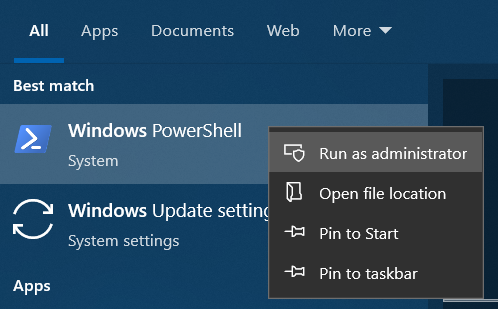 All Apps Documents Web More
Best match
Windows PowerShell
System
Run as administrator
Open file location
Windows Update setting
System settings
Pin to Start
Pin to taskbar
Apps